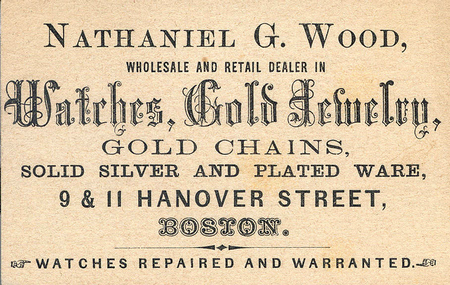 NATHANIEL G. WOOD,
WHOLESALE AND RETAIL DEALER IN
Watches, Gold Jewelry,
GOLD CHAINS,
SOLID SILVER AND PLATED WARE,
9 & 11 HANOVER STREET,
BOSTON.
☞ WATCHES REPAIRED AND WARRANTED. ☜